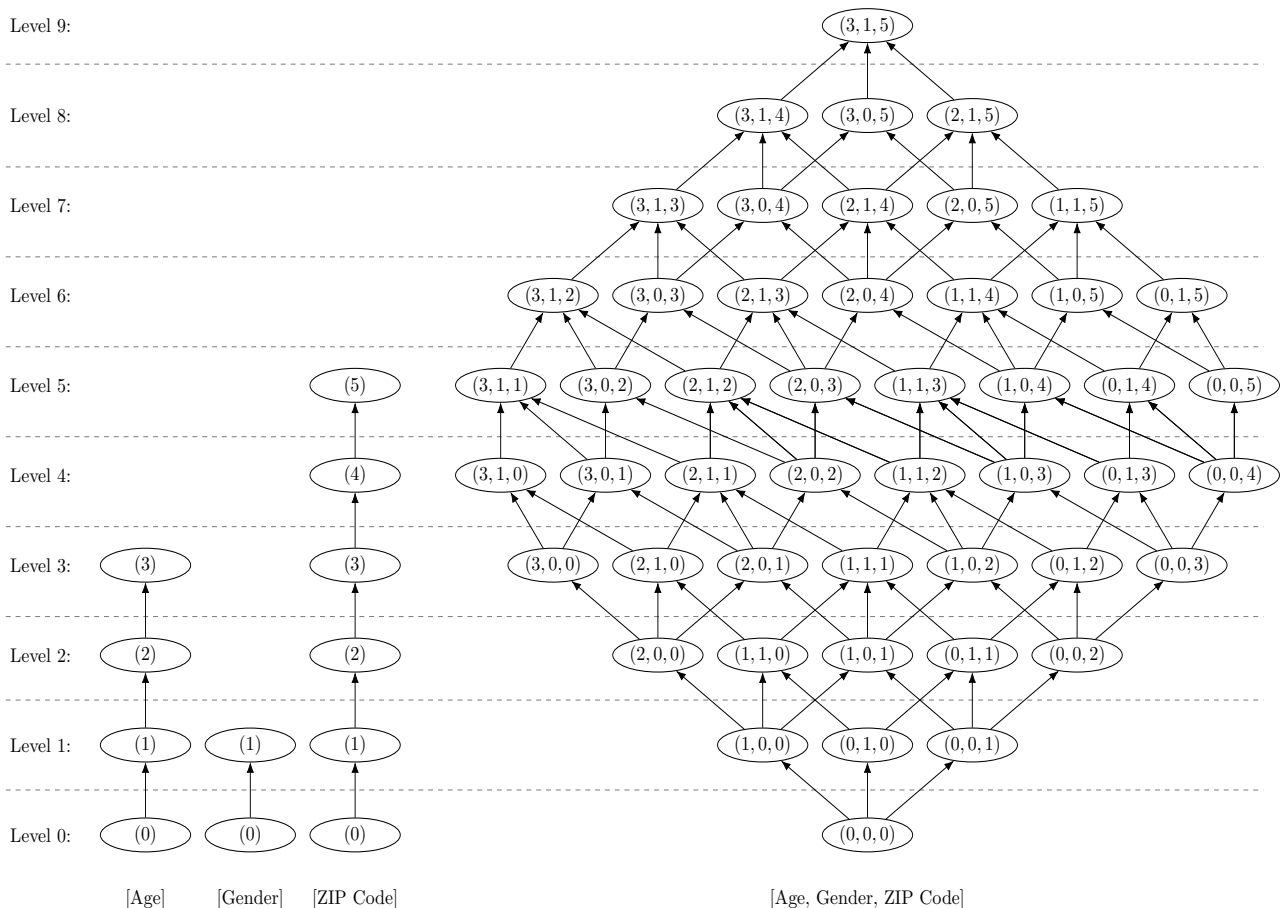 Level 9: (3, 1, 5)
Level 8: (3, 1, 4) (3, 0, 5) (2, 1, 5)
Level 7: (3, 1, 3) (3, 0, 4) (2, 1, 4) (2, 0, 5) (1, 1, 5)
Level 6: (3, 1, 2) (3, 0, 3) (2, 1, 3) (2, 0, 4) (1, 1, 4) (1, 0, 5) (0, 1, 5)
Level 5: (5) (3, 1, 1) (3, 0, 2) (2, 1, 2) (2, 0, 3) (1, 1, 3) (1, 0, 4) (0, 1, 4) (0, 0, 5)
Level 4: (4) (3, 1, 0) (3, 0, 1) (2, 1, 1) (2, 0, 2) (1, 1, 2) (1, 0, 3) (0, 1, 3) (0, 0, 4)
Level 3: (3) (3) (3, 0, 0) (2, 1, 0) (2, 0, 1) (1, 1, 1) (1, 0, 2) (0, 1, 2) (0, 0, 3)
Level 2: (2) (2) (2, 0, 0) (1, 1, 0) (1, 0, 1) (0, 1, 1) (0, 0, 2)
Level 1: (1) (1) (1) (1, 0, 0) (0, 1, 0) (0, 0, 1)
Level 0: (0) (0) (0) (0, 0, 0)
[Age] [Gender] [ZIP Code] [Age, Gender, ZIP Code]